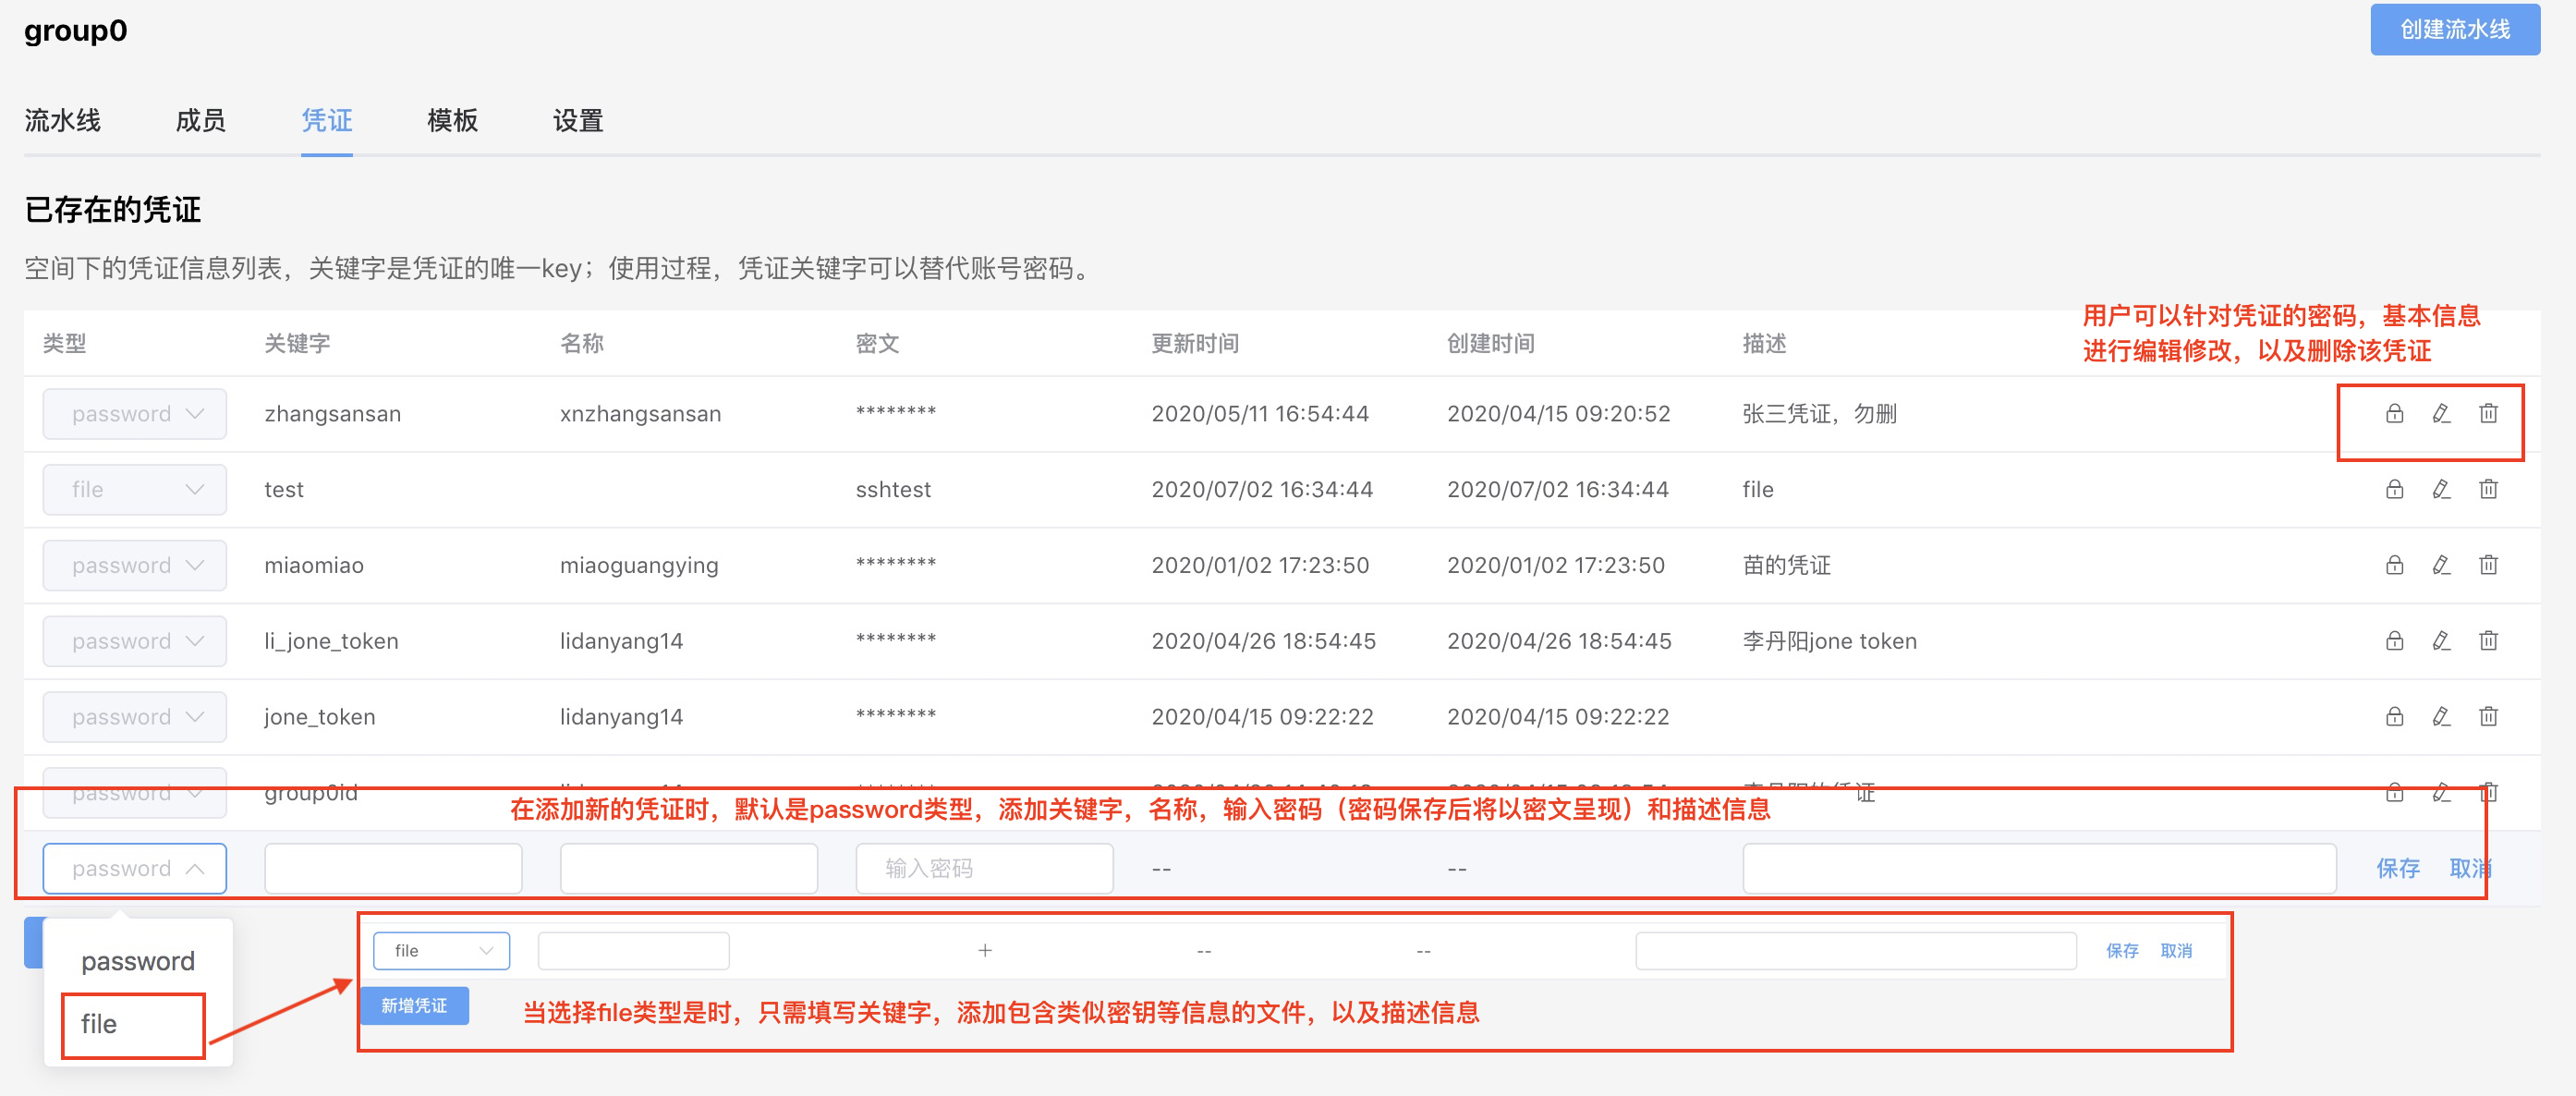 group0
创建流水线
流水线 成员 凭证 模板 设置
已存在的凭证
空间下的凭证信息列表，关键字是凭证的唯一key；使用过程，凭证关键字可以替代账号密码。
用户可以针对凭证的密码，基本信息
进行编辑修改，以及删除该凭证
类型 关键字 名称 密文 更新时间 创建时间 描述
password zhangsansan xnzhangsansan ******** 2020/05/11 16:54:44 2020/04/15 09:20:52 张三凭证，勿删
file test sshtest 2020/07/02 16:34:44 2020/07/02 16:34:44 file
password miaomiao miaoguangying ******** 2020/01/02 17:23:50 2020/01/02 17:23:50 苗的凭证
password li_jone_token lidanyang14 ******** 2020/04/26 18:54:45 2020/04/26 18:54:45 李丹阳jone token
password jone_token lidanyang14 ******** 2020/04/15 09:22:22 2020/04/15 09:22:22
password group0ld
在添加新的凭证时，默认是password类型，添加关键字，名称，输入密码（密码保存后将以密文呈现）和描述信息
password 输入密码 -- -- 保存 取消
password
file
file + -- -- 保存 取消
新增凭证
当选择file类型是时，只需填写关键字，添加包含类似密钥等信息的文件，以及描述信息